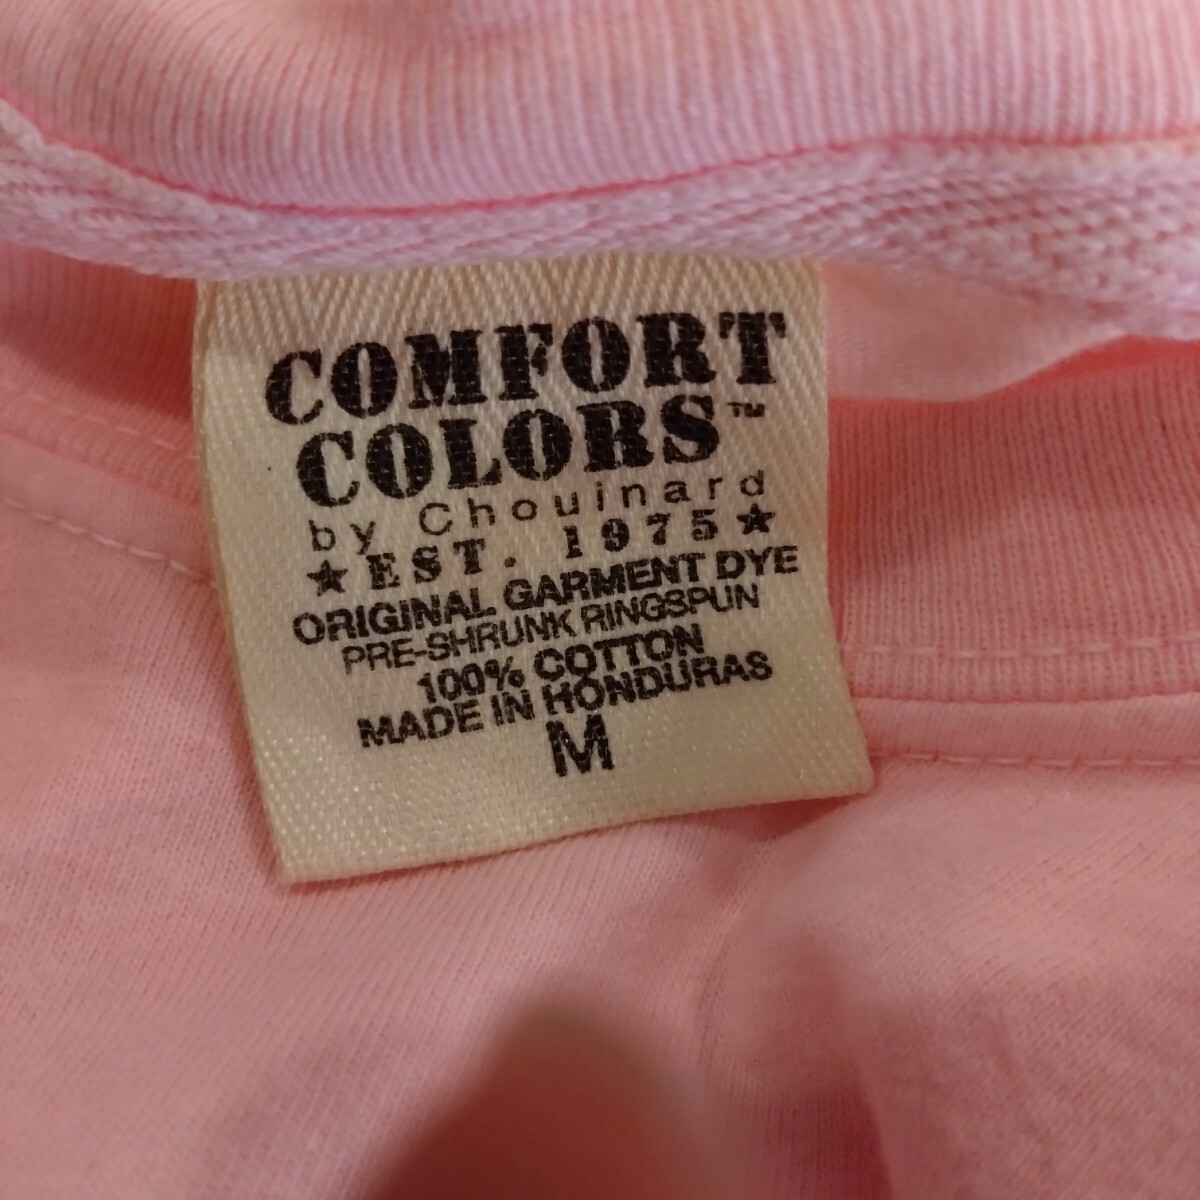 COMFORT
COLORS™
by Chouinard
★EST. 1975★
ORIGINAL GARMENT DYE
PRE-SHRUNK RINGSPUN
100% COTTON
MADE IN HONDURAS
M